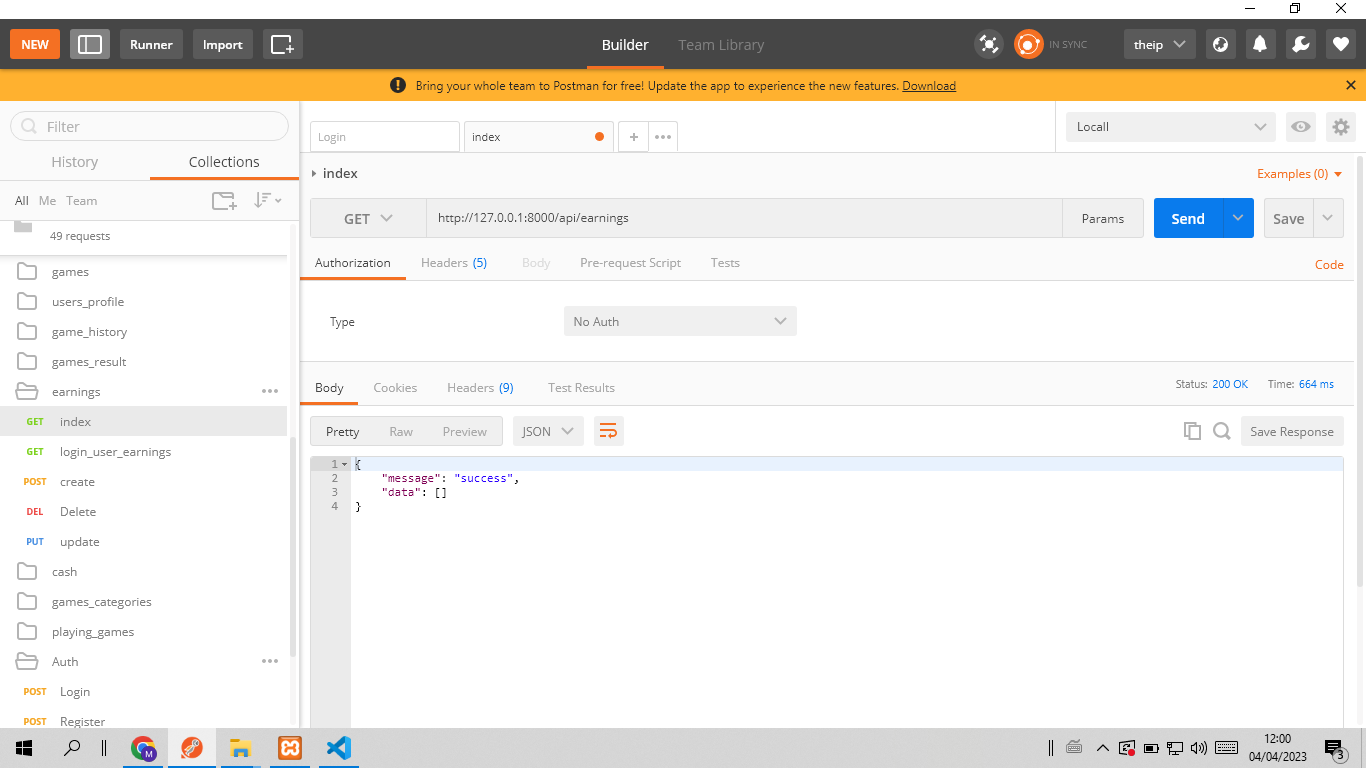 NEW Runner Import Builder Team Library IN SYNC theip
Bring your whole team to Postman for free! Update the app to experience the new features. Download
Filter
History Collections
All Me Team
49 requests
games
users_profile
game_history
games_result
earnings
GET index
GET login_user_earnings
POST create
DEL Delete
PUT update
cash
games_categories
playing_games
Auth
POST Login
POST Register
Login index Locall
index Examples (0)
GET http://127.0.0.1:8000/api/earnings Params Send Save
Authorization Headers (5) Body Pre-request Script Tests Code
Type No Auth
Body Cookies Headers (9) Test Results Status: 200 OK Time: 664 ms
Pretty Raw Preview JSON Save Response
1 {
2 "message": "success",
3 "data": []
4 }
M
12:00
04/04/2023
3